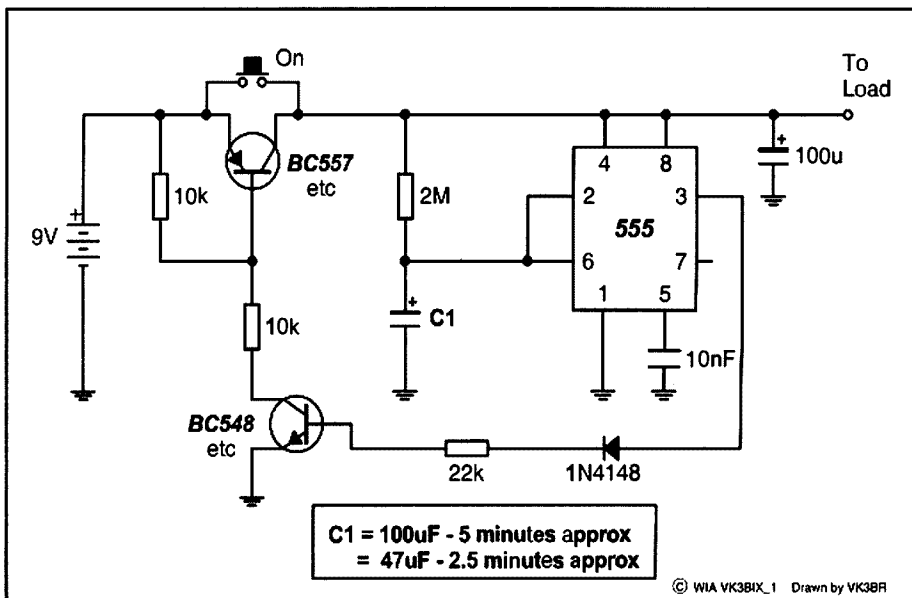 On
To
Load
BC557
etc
10k
2M
4
8
2
3
555
6
7
1
5
+
100u
+
9V
10k
+
C1
10nF
BC548
etc
22k
1N4148
C1 = 100uF - 5 minutes approx
= 47uF - 2.5 minutes approx
© WIA VK3BIX_1 Drawn by VK3BR